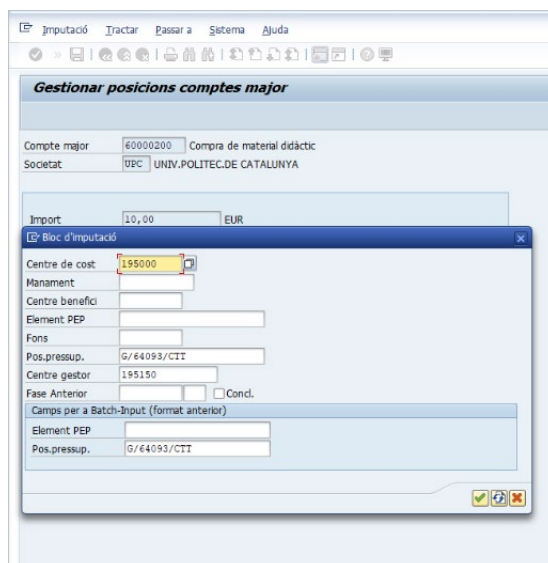 Imputació Tractar Passar a Sistema Ajuda
Gestionar posicions comptes major
Compte major 60000200 Compra de material didàctic
Societat UPC UNIV.POLITEC.DE CATALUNYA
Import 10,00 EUR
Bloc d'imputació
Centre de cost 195000
Manament
Centre benefici
Element PEP
Fons
Pos.pressup. G/64093/CTT
Centre gestor 195150
Fase Anterior Concl.
Camps per a Batch-Input (format anterior)
Element PEP
Pos.pressup. G/64093/CTT